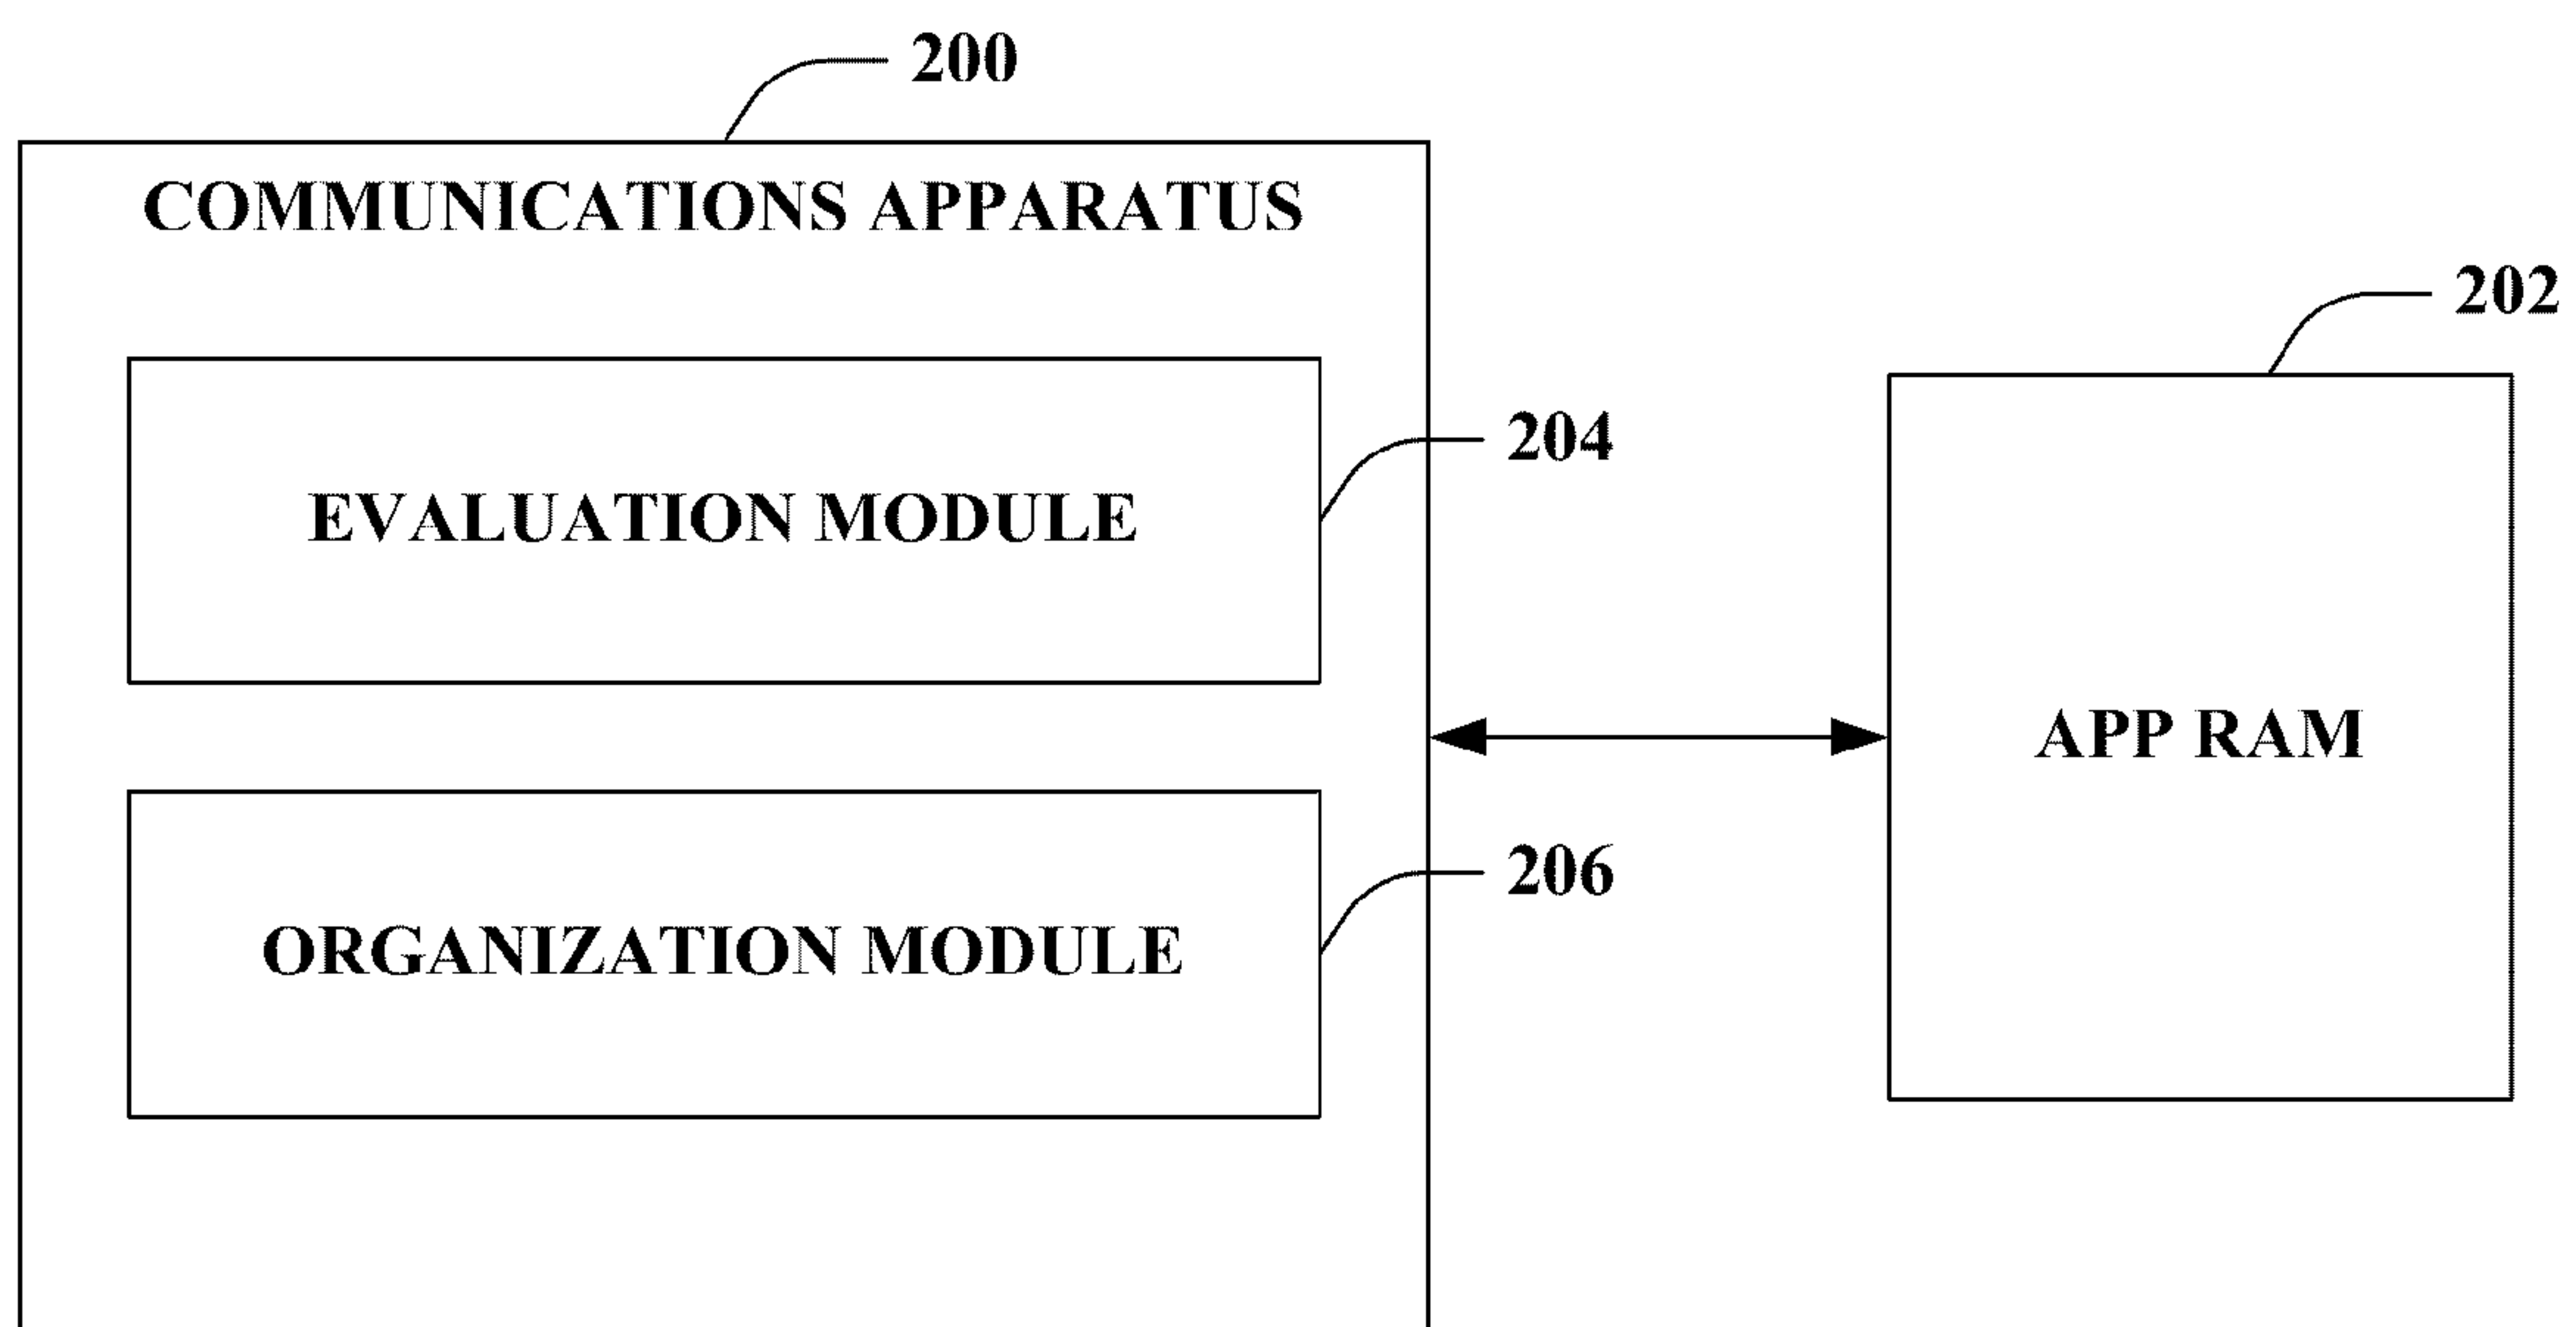 200
COMMUNICATIONS APPARATUS
202
204
EVALUATION MODULE
APP RAM
206
ORGANIZATION MODULE